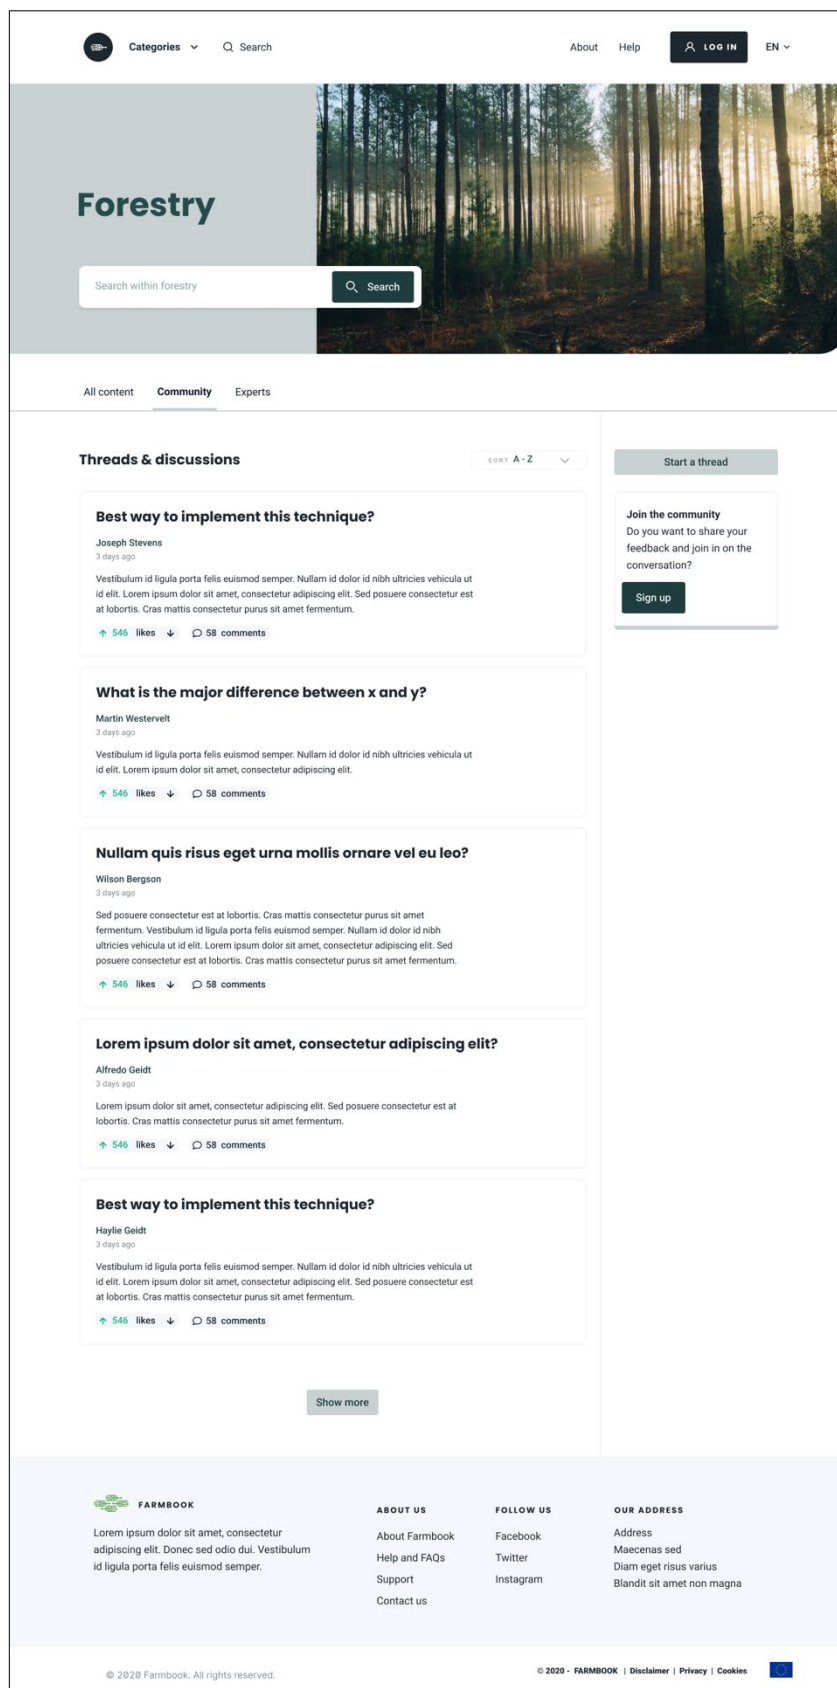 Categories Search About Help LOG IN EN
Forestry
Search within forestry Search
All content Community Experts
Threads & discussions SORT A - Z
Start a thread
Best way to implement this technique?
Joseph Stevens
3 days ago
Vestibulum id ligula porta felis euismod semper. Nullam id dolor id nibh ultricies vehicula ut
id elit. Lorem ipsum dolor sit amet, consectetur adipiscing elit. Sed posuere consectetur est
at lobortis. Cras mattis consectetur purus sit amet fermentum.
546 likes 58 comments
Join the community
Do you want to share your
feedback and join in on the
conversation?
Sign up
What is the major difference between x and y?
Martin Westervelt
3 days ago
Vestibulum id ligula porta felis euismod semper. Nullam id dolor id nibh ultricies vehicula ut
id elit. Lorem ipsum dolor sit amet, consectetur adipiscing elit.
546 likes 58 comments
Nullam quis risus eget urna mollis ornare vel eu leo?
Wilson Bergson
3 days ago
Sed posuere consectetur est at lobortis. Cras mattis consectetur purus sit amet
fermentum. Vestibulum id ligula porta felis euismod semper. Nullam id dolor id nibh
ultricies vehicula ut id elit. Lorem ipsum dolor sit amet, consectetur adipiscing elit. Sed
posuere consectetur est at lobortis. Cras mattis consectetur purus sit amet fermentum.
546 likes 58 comments
Lorem ipsum dolor sit amet, consectetur adipiscing elit?
Alfredo Geidt
3 days ago
Lorem ipsum dolor sit amet, consectetur adipiscing elit. Sed posuere consectetur est at
lobortis. Cras mattis consectetur purus sit amet fermentum.
546 likes 58 comments
Best way to implement this technique?
Haylie Geidt
3 days ago
Vestibulum id ligula porta felis euismod semper. Nullam id dolor id nibh ultricies vehicula ut
id elit. Lorem ipsum dolor sit amet, consectetur adipiscing elit. Sed posuere consectetur est
at lobortis. Cras mattis consectetur purus sit amet fermentum.
546 likes 58 comments
Show more
FARMBOOK
Lorem ipsum dolor sit amet, consectetur
adipiscing elit. Donec sed odio dui. Vestibulum
id ligula porta felis euismod semper.
ABOUT US
About Farmbook
Help and FAQs
Support
Contact us
FOLLOW US
Facebook
Twitter
Instagram
OUR ADDRESS
Address
Maecenas sed
Diam eget risus varius
Blandit sit amet non magna
© 2020 Farmbook. All rights reserved.
© 2020 - FARMBOOK | Disclaimer | Privacy | Cookies